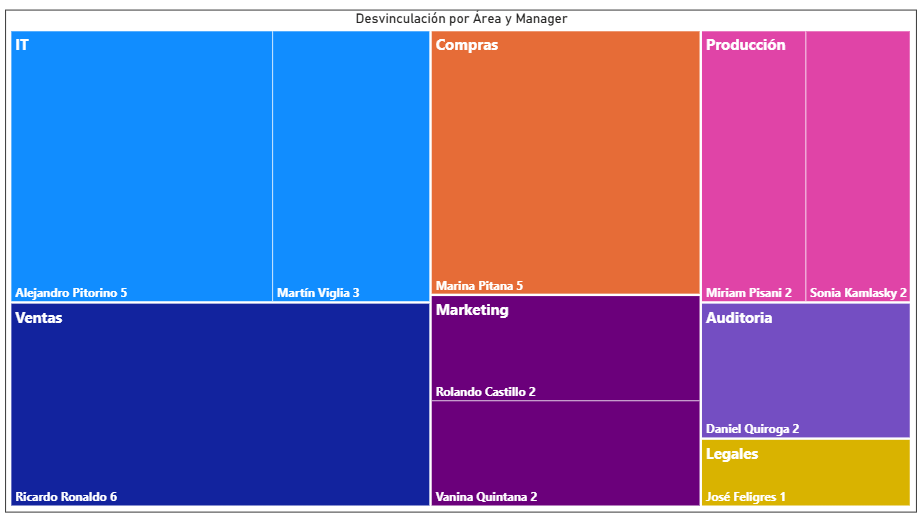 Desvinculación por Área y Manager
IT
Alejandro Pitorino 5
Martín Viglia 3
Ventas
Ricardo Ronaldo 6
Compras
Marina Pitana 5
Marketing
Rolando Castillo 2
Vanina Quintana 2
Producción
Miriam Pisani 2
Sonia Kamlasky 2
Auditoria
Daniel Quiroga 2
Legales
José Feligres 1